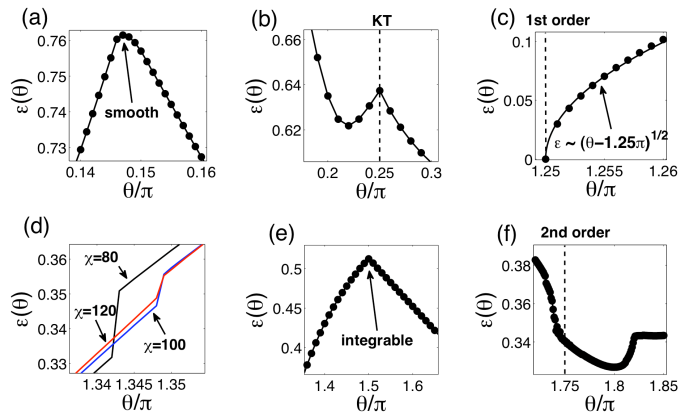 (a)
0.76
0.75
0.74
0.73
ε(θ)
smooth
0.14
0.15
0.16
θ/π
(b)
KT
0.66
0.64
0.62
ε(θ)
0.2
0.25
0.3
θ/π
(c)
1st order
0.1
0.05
0
ε(θ)
ε ~ (θ−1.25π)^1/2
1.25
1.255
1.26
θ/π
(d)
0.36
0.35
0.34
0.33
ε(θ)
χ=80
χ=120
χ=100
1.34
1.345
1.35
θ/π
(e)
0.5
0.45
0.4
ε(θ)
integrable
1.4
1.5
1.6
θ/π
(f)
2nd order
0.38
0.36
0.34
ε(θ)
1.75
1.8
1.85
θ/π